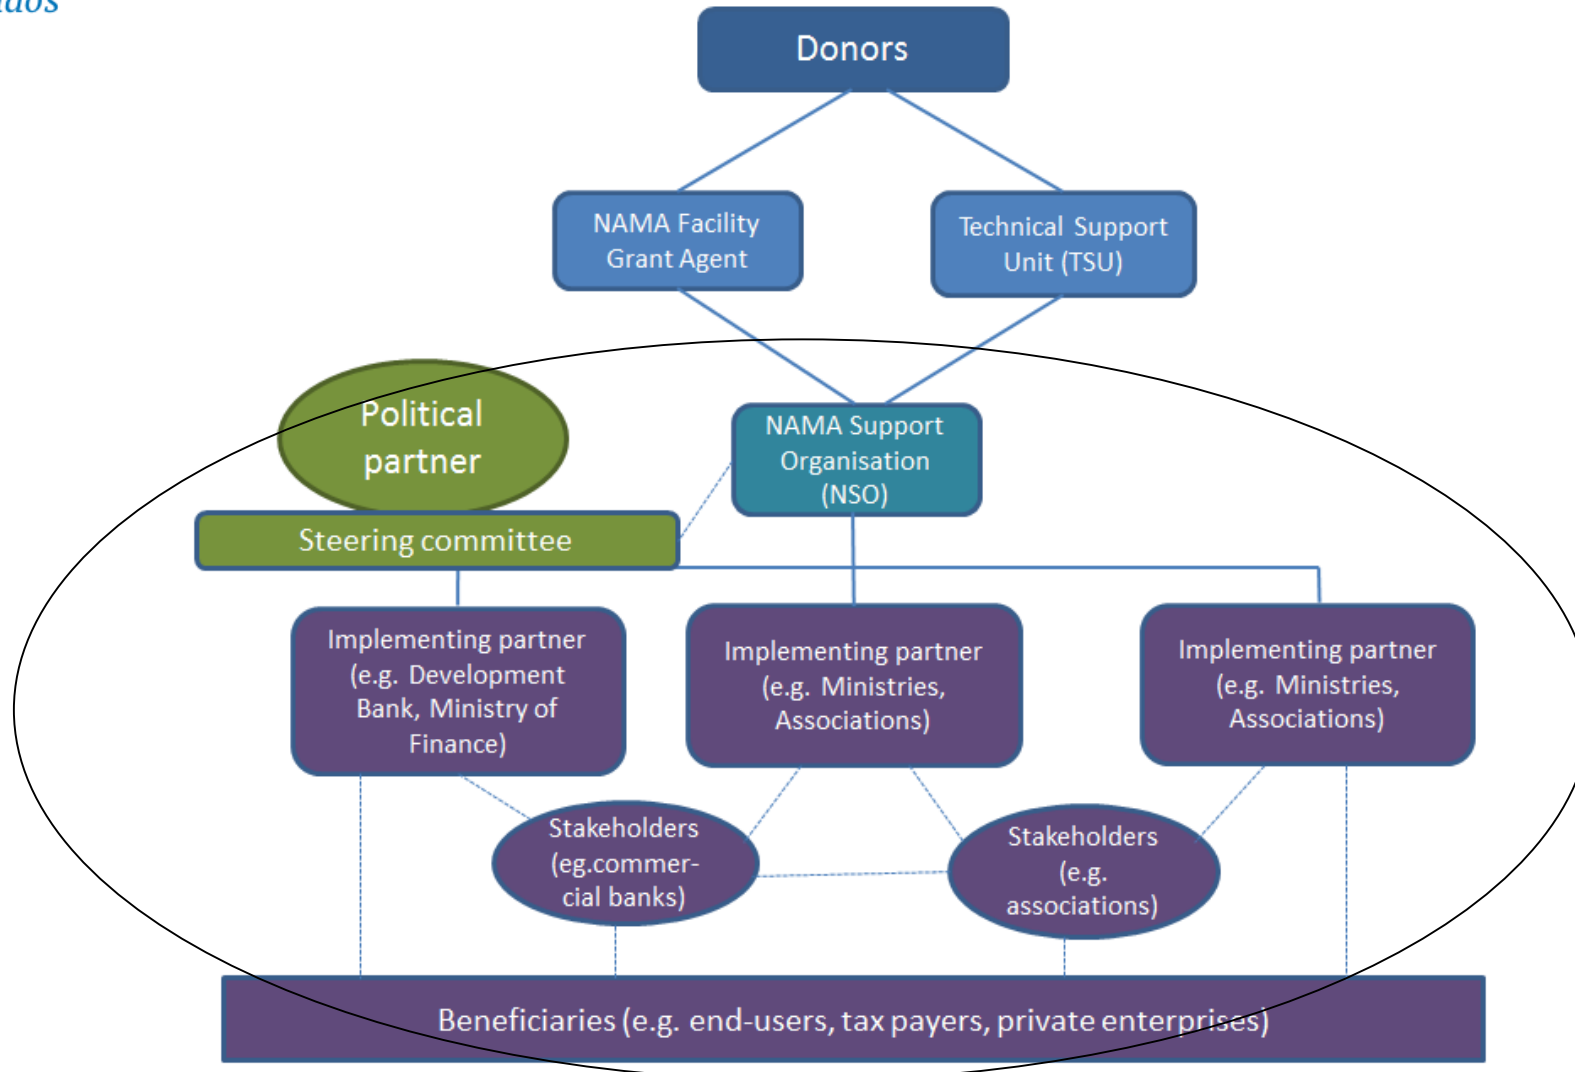 Donors
NAMA Facility
Grant Agent
Technical Support
Unit (TSU)
Political
partner
NAMA Support
Organisation
(NSO)
Steering committee
Implementing partner
(e.g. Development
Bank, Ministry of
Finance)
Implementing partner
(e.g. Ministries,
Associations)
Implementing partner
(e.g. Ministries,
Associations)
Stakeholders
(eg.commer-
cial banks)
Stakeholders
(e.g.
associations)
Beneficiaries (e.g. end-users, tax payers, private enterprises)